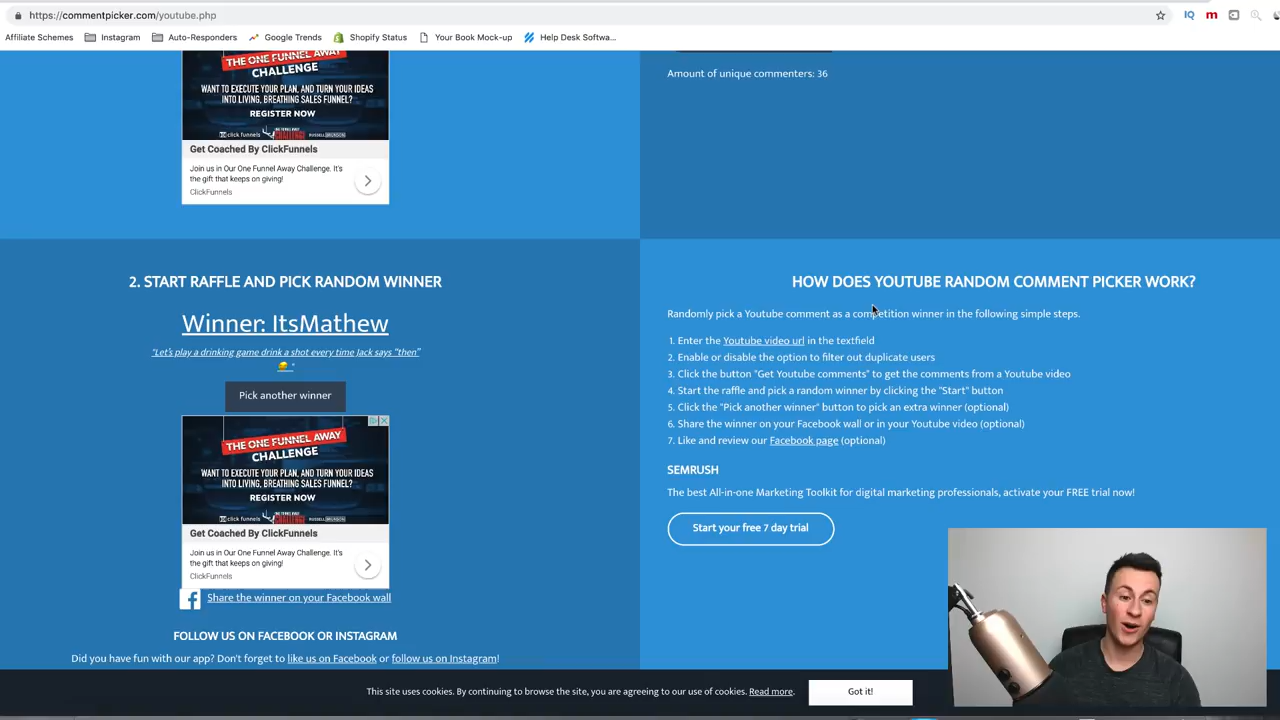 https://commentpicker.com/youtube.php
IQ
m
Affiliate Schemes
Instagram
Auto-Responders
Google Trends
Shopify Status
Your Book Mock-up
Help Desk Softwa...
THE ONE FUNNEL AWAY
CHALLENGE
WANT TO EXECUTE YOUR PLAN, AND TURN YOUR IDEAS
INTO LIVING, BREATHING SALES FUNNEL?
REGISTER NOW
click funnels
CHALLENGE
RUSSELL BRUNSON
Get Coached By ClickFunnels
Join us in Our One Funnel Away Challenge. It's
the gift that keeps on giving!
ClickFunnels
Amount of unique commenters: 36
2. START RAFFLE AND PICK RANDOM WINNER
Winner: ItsMathew
"Let's play a drinking game drink a shot every time Jack says "then"
"
Pick another winner
THE ONE FUNNEL AWAY
CHALLENGE
WANT TO EXECUTE YOUR PLAN, AND TURN YOUR IDEAS
INTO LIVING, BREATHING SALES FUNNEL?
REGISTER NOW
click funnels
CHALLENGE
RUSSELL BRUNSON
Get Coached By ClickFunnels
Join us in Our One Funnel Away Challenge. It's
the gift that keeps on giving!
ClickFunnels
Share the winner on your Facebook wall
FOLLOW US ON FACEBOOK OR INSTAGRAM
Did you have fun with our app? Don't forget to like us on Facebook or follow us on Instagram!
HOW DOES YOUTUBE RANDOM COMMENT PICKER WORK?
Randomly pick a Youtube comment as a competition winner in the following simple steps.
1. Enter the Youtube video url in the textfield
2. Enable or disable the option to filter out duplicate users
3. Click the button "Get Youtube comments" to get the comments from a Youtube video
4. Start the raffle and pick a random winner by clicking the "Start" button
5. Click the "Pick another winner" button to pick an extra winner (optional)
6. Share the winner on your Facebook wall or in your Youtube video (optional)
7. Like and review our Facebook page (optional)
SEMRUSH
The best All-in-one Marketing Toolkit for digital marketing professionals, activate your FREE trial now!
Start your free 7 day trial
This site uses cookies. By continuing to browse the site, you are agreeing to our use of cookies. Read more.
Got it!